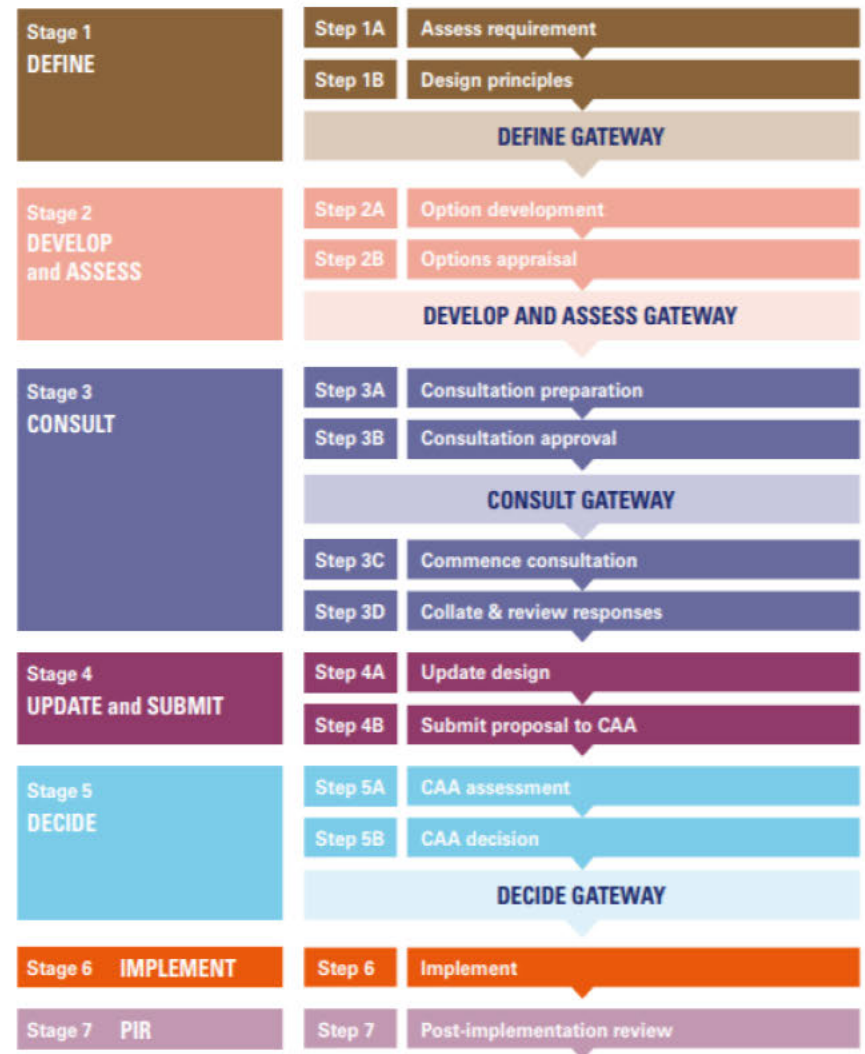 Stage 1
DEFINE
Step 1A Assess requirement
Step 1B Design principles
DEFINE GATEWAY
Stage 2
DEVELOP
and ASSESS
Step 2A Option development
Step 2B Options appraisal
DEVELOP AND ASSESS GATEWAY
Stage 3
CONSULT
Step 3A Consultation preparation
Step 3B Consultation approval
CONSULT GATEWAY
Step 3C Commence consultation
Step 3D Collate & review responses
Stage 4
UPDATE and SUBMIT
Step 4A Update design
Step 4B Submit proposal to CAA
Stage 5
DECIDE
Step 5A CAA assessment
Step 5B CAA decision
DECIDE GATEWAY
Stage 6 IMPLEMENT
Step 6 Implement
Stage 7 PIR
Step 7 Post-implementation review